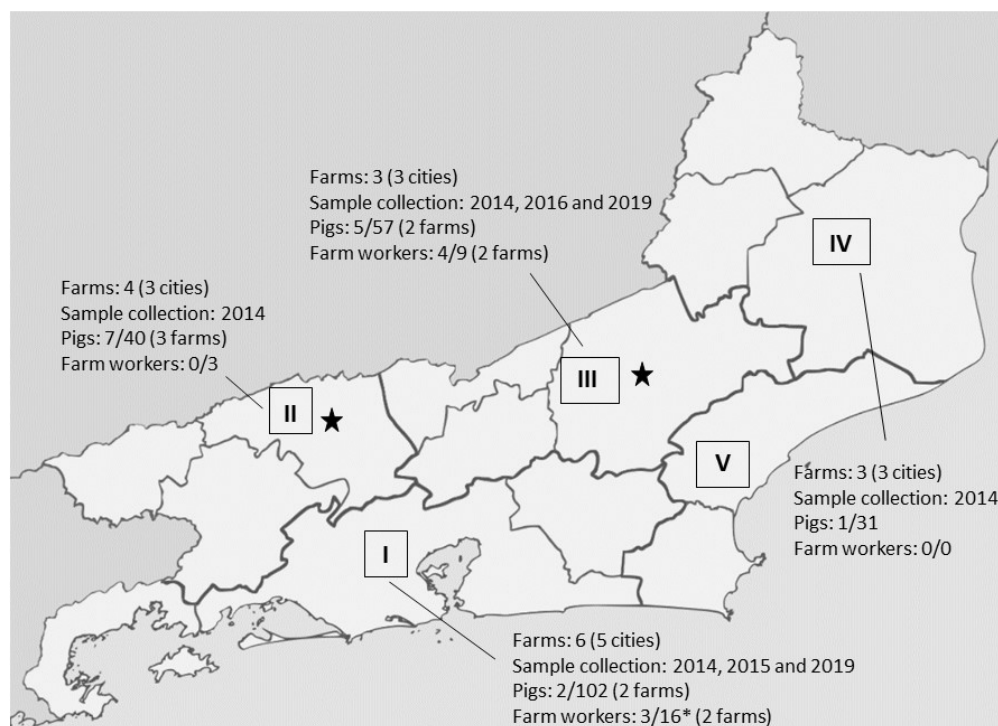 Farms: 3 (3 cities)
Sample collection: 2014, 2016 and 2019
Pigs: 5/57 (2 farms)
Farm workers: 4/9 (2 farms)
IV
Farms: 4 (3 cities)
Sample collection: 2014
Pigs: 7/40 (3 farms)
Farm workers: 0/3
III
II
V
Farms: 3 (3 cities)
Sample collection: 2014
Pigs: 1/31
Farm workers: 0/0
I
Farms: 6 (5 cities)
Sample collection: 2014, 2015 and 2019
Pigs: 2/102 (2 farms)
Farm workers: 3/16* (2 farms)